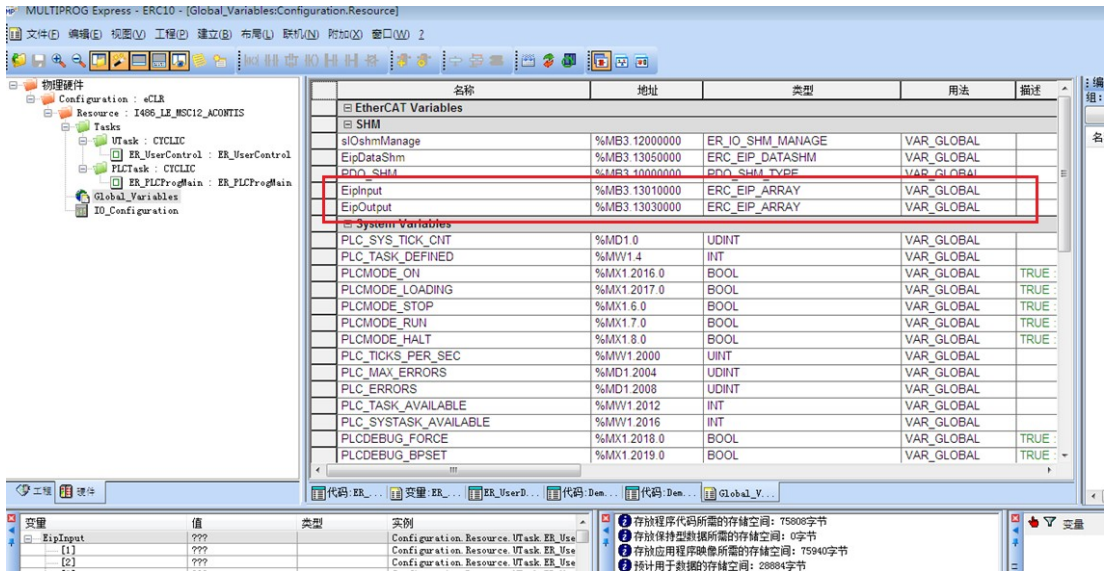 MULTIPROG Express - ERC10 - [Global_Variables:Configuration.Resource]
文件(F) 编辑(E) 视图(V) 工程(P) 建立(B) 布局(L) 联机(N) 附加(X) 窗口(W) ?
物理硬件
Configuration : eCLR
Resource : I486_LE_MSC12_ACONTIS
Tasks
UTask : CYCLIC
ER_UserControl : ER_UserControl
PLCTask : CYCLIC
ER_PLCProgMain : ER_PLCProgMain
Global_Variables
IO_Configuration
工程 硬件
名称 地址 类型 用法 描述
EtherCAT Variables
SHM
sIOshmManage %MB3.12000000 ER_IO_SHM_MANAGE VAR_GLOBAL
EipDataShm %MB3.13050000 ERC_EIP_DATASHM VAR_GLOBAL
PDO_SHM %MB3.10000000 PDO_SHM_TYPE VAR_GLOBAL
EipInput %MB3.13010000 ERC_EIP_ARRAY VAR_GLOBAL
EipOutput %MB3.13030000 ERC_EIP_ARRAY VAR_GLOBAL
System Variables
PLC_SYS_TICK_CNT %MD1.0 UDINT VAR_GLOBAL
PLC_TASK_DEFINED %MW1.4 INT VAR_GLOBAL
PLCMODE_ON %MX1.2016.0 BOOL VAR_GLOBAL TRUE :
PLCMODE_LOADING %MX1.2017.0 BOOL VAR_GLOBAL TRUE :
PLCMODE_STOP %MX1.6.0 BOOL VAR_GLOBAL TRUE :
PLCMODE_RUN %MX1.7.0 BOOL VAR_GLOBAL TRUE :
PLCMODE_HALT %MX1.8.0 BOOL VAR_GLOBAL TRUE :
PLC_TICKS_PER_SEC %MW1.2000 UINT VAR_GLOBAL
PLC_MAX_ERRORS %MD1.2004 UDINT VAR_GLOBAL
PLC_ERRORS %MD1.2008 UDINT VAR_GLOBAL
PLC_TASK_AVAILABLE %MW1.2012 INT VAR_GLOBAL
PLC_SYSTASK_AVAILABLE %MW1.2016 INT VAR_GLOBAL
PLCDEBUG_FORCE %MX1.2018.0 BOOL VAR_GLOBAL TRUE :
PLCDEBUG_BPSET %MX1.2019.0 BOOL VAR_GLOBAL TRUE :
代码:ER_... 变量:ER_... ER_UserD... 代码:Dem... 代码:Dem... Global_V...
组:
名
变量 值 类型 实例
EipInput ??? Configuration.Resource.UTask.ER_Use
[1] ??? Configuration.Resource.UTask.ER_Use
[2] ??? Configuration.Resource.UTask.ER_Use
存放程序代码所需的存储空间: 75808字节
存放保持型数据所需的存储空间: 0字节
存放应用程序映像所需的存储空间: 75940字节
预计用于数据的存储空间: 28884字节
变量